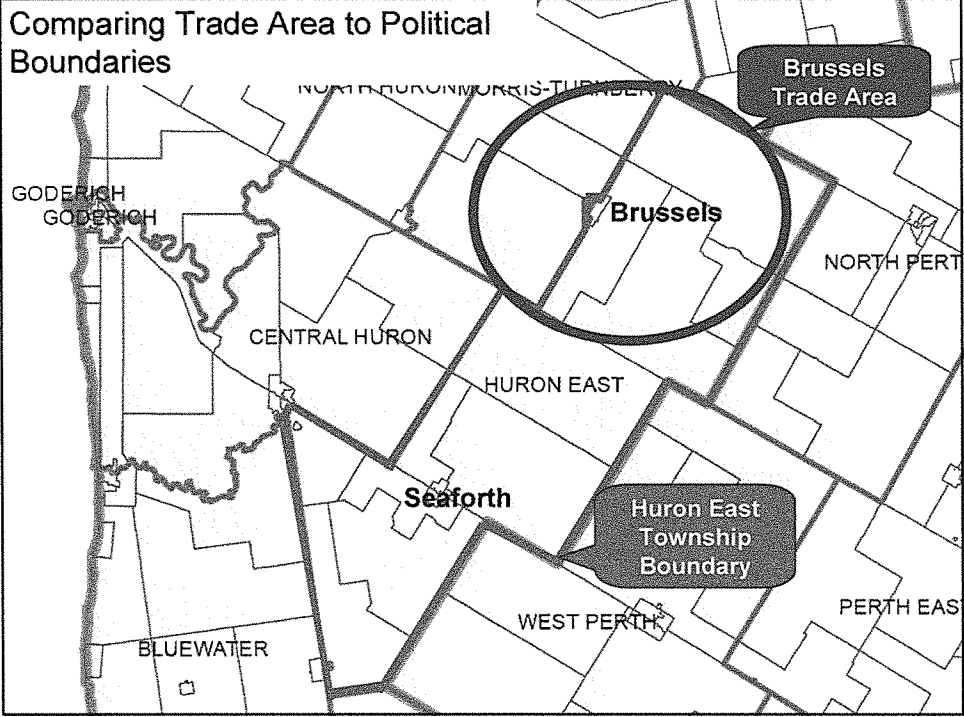 Comparing Trade Area to Political
Boundaries
NORTH HURON
MORRIS-TURNBERRY
Brussels
Trade Area
GODERICH
GODERICH
Brussels
NORTH PERT
CENTRAL HURON
HURON EAST
Seaforth
Huron East
Township
Boundary
WEST PERTH
PERTH EAS
BLUEWATER